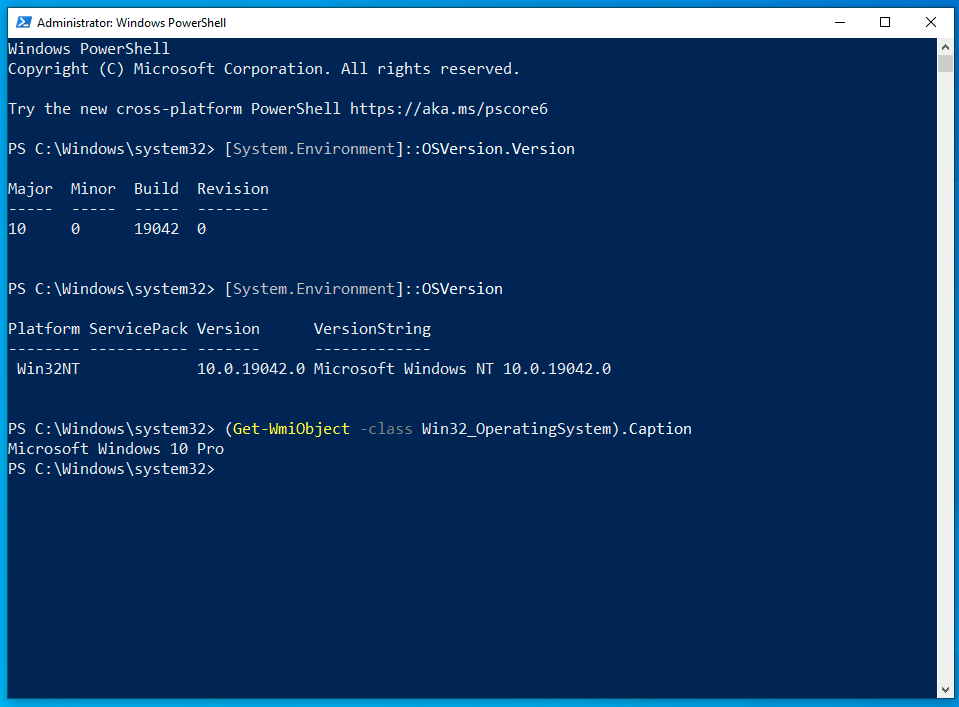 Administrator: Windows PowerShell
Windows PowerShell
Copyright (C) Microsoft Corporation. All rights reserved.
Try the new cross-platform PowerShell https://aka.ms/pscore6
PS C:\Windows\system32> [System.Environment]::OSVersion.Version
Major  Minor  Build  Revision
-----  -----  -----  --------
10     0      19042  0
PS C:\Windows\system32> [System.Environment]::OSVersion
Platform ServicePack Version      VersionString
-------- ----------- -------      -------------
 Win32NT             10.0.19042.0 Microsoft Windows NT 10.0.19042.0
PS C:\Windows\system32> (Get-WmiObject -class Win32_OperatingSystem).Caption
Microsoft Windows 10 Pro
PS C:\Windows\system32>